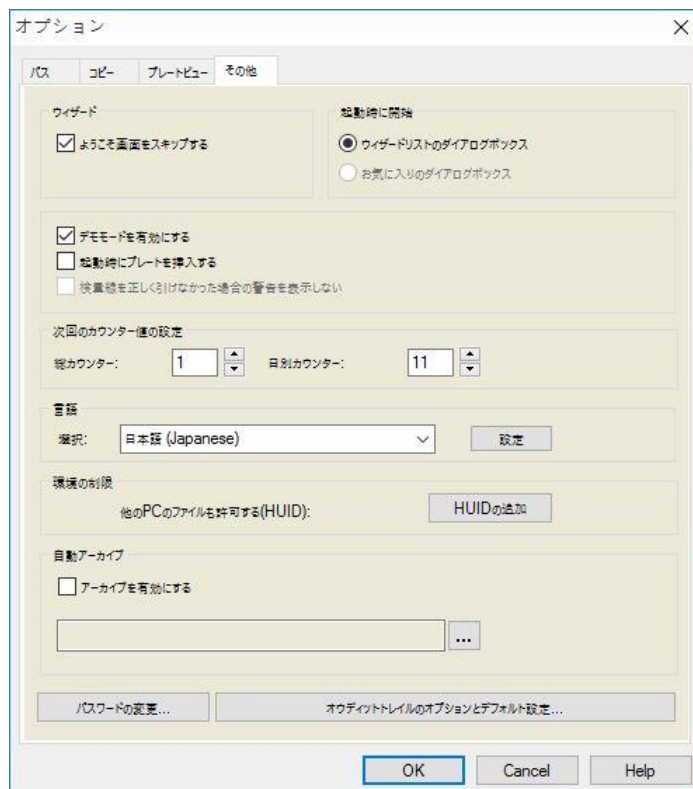 オプション
パス コピー プレートビュー その他
ウィザード
ようこそ画面をスキップする
起動時に開始
ウィザードリストのダイアログボックス
お気に入りのダイアログボックス
デモモードを有効にする
起動時にプレートを挿入する
検量線を正しく引けなかった場合の警告を表示しない
次回のカウンター値の設定
総カウンター: 1 日別カウンター: 11
言語
選択: 日本語 (Japanese) 設定
環境の制限
他のPCのファイルも許可する(HUID): HUIDの追加
自動アーカイブ
アーカイブを有効にする
...
パスワードの変更... オウディットトレイルのオプションとデフォルト設定...
OK Cancel Help